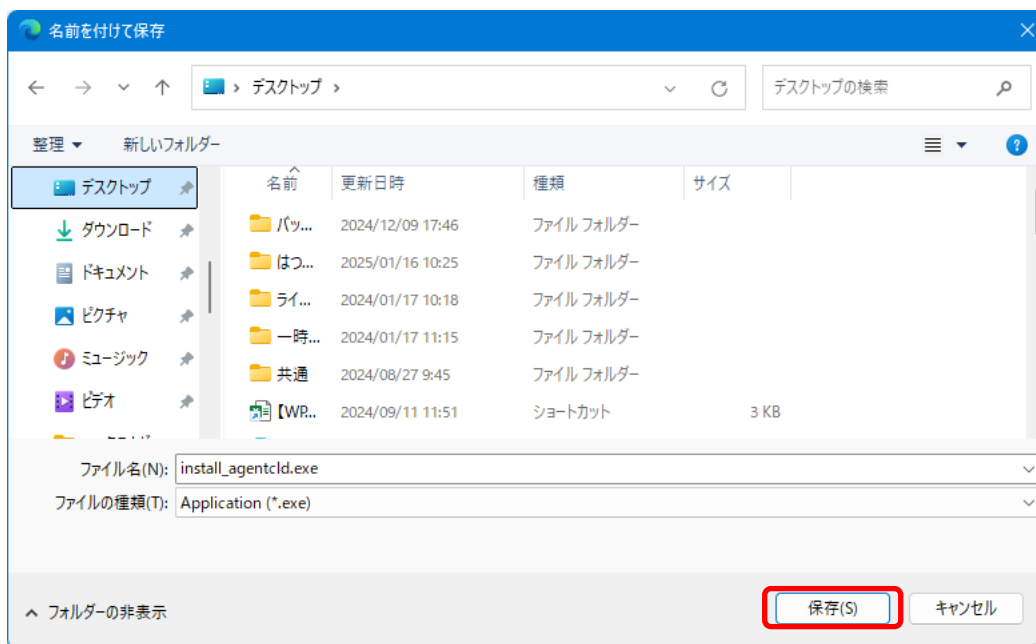 名前を付けて保存
デスクトップ
デスクトップの検索
整理 新しいフォルダー
名前 更新日時 種類 サイズ
デスクトップ
ダウンロード
ドキュメント
ピクチャ
ミュージック
ビデオ
バッ... 2024/12/09 17:46 ファイル フォルダー
はつ... 2025/01/16 10:25 ファイル フォルダー
ライ... 2024/01/17 10:18 ファイル フォルダー
一時... 2024/01/17 11:15 ファイル フォルダー
共通 2024/08/27 9:45 ファイル フォルダー
【WP... 2024/09/11 11:51 ショートカット 3 KB
ファイル名(N): install_agentcld.exe
ファイルの種類(T): Application (*.exe)
フォルダーの非表示
保存(S) キャンセル